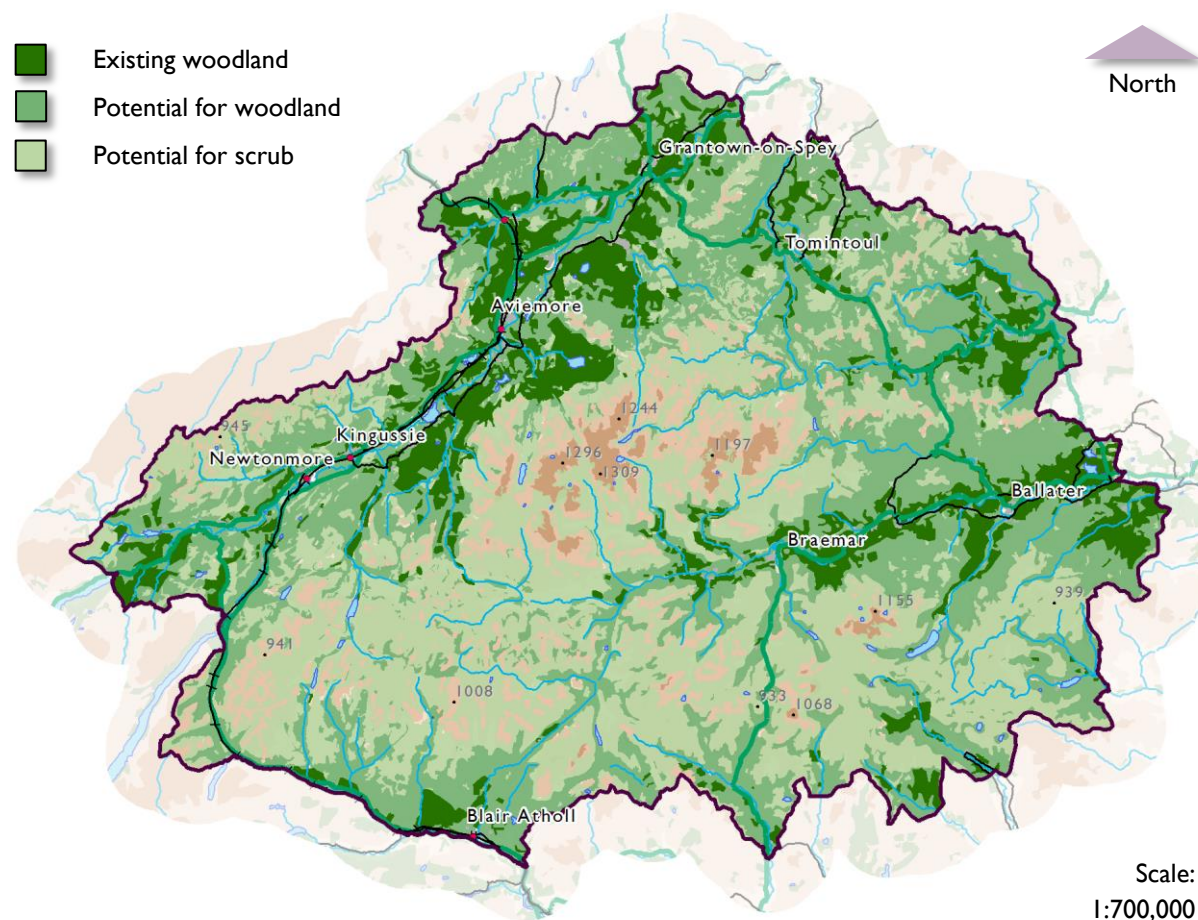 Existing woodland
Potential for woodland
Potential for scrub
North
Grantown-on-Spey
Tomintoul
Aviemore
1244
945
Kingussie
Newtonmore
1296
1197
1309
Ballater
Braemar
1155
939
941
1008
933
1068
Blair Atholl
Scale:
1:700,000